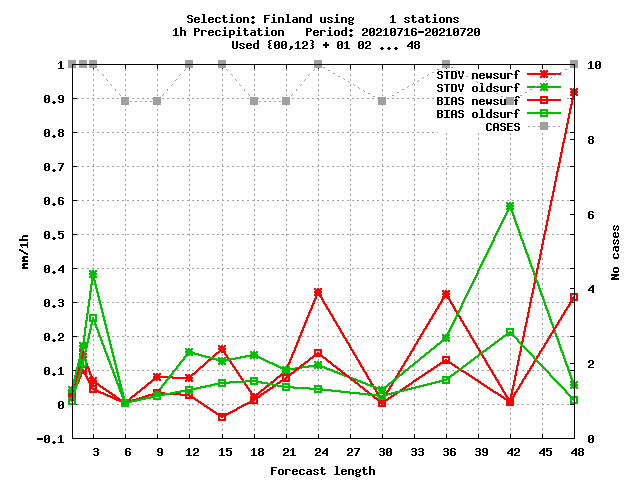 Selection: Finland using 1 stations
1h Precipitation Period: 20210716-20210720
Used {00,12} + 01 02 ... 48
STDV newsurf
STDV oldsurf
BIAS newsurf
BIAS oldsurf
CASES
1
0,9
0,8
0,7
0,6
0,5
0,4
0,3
0,2
0,1
0
-0,1
mm/1h
10
8
6
4
2
0
No cases
3 6 9 12 15 18 21 24 27 30 33 36 39 42 45 48
Forecast length